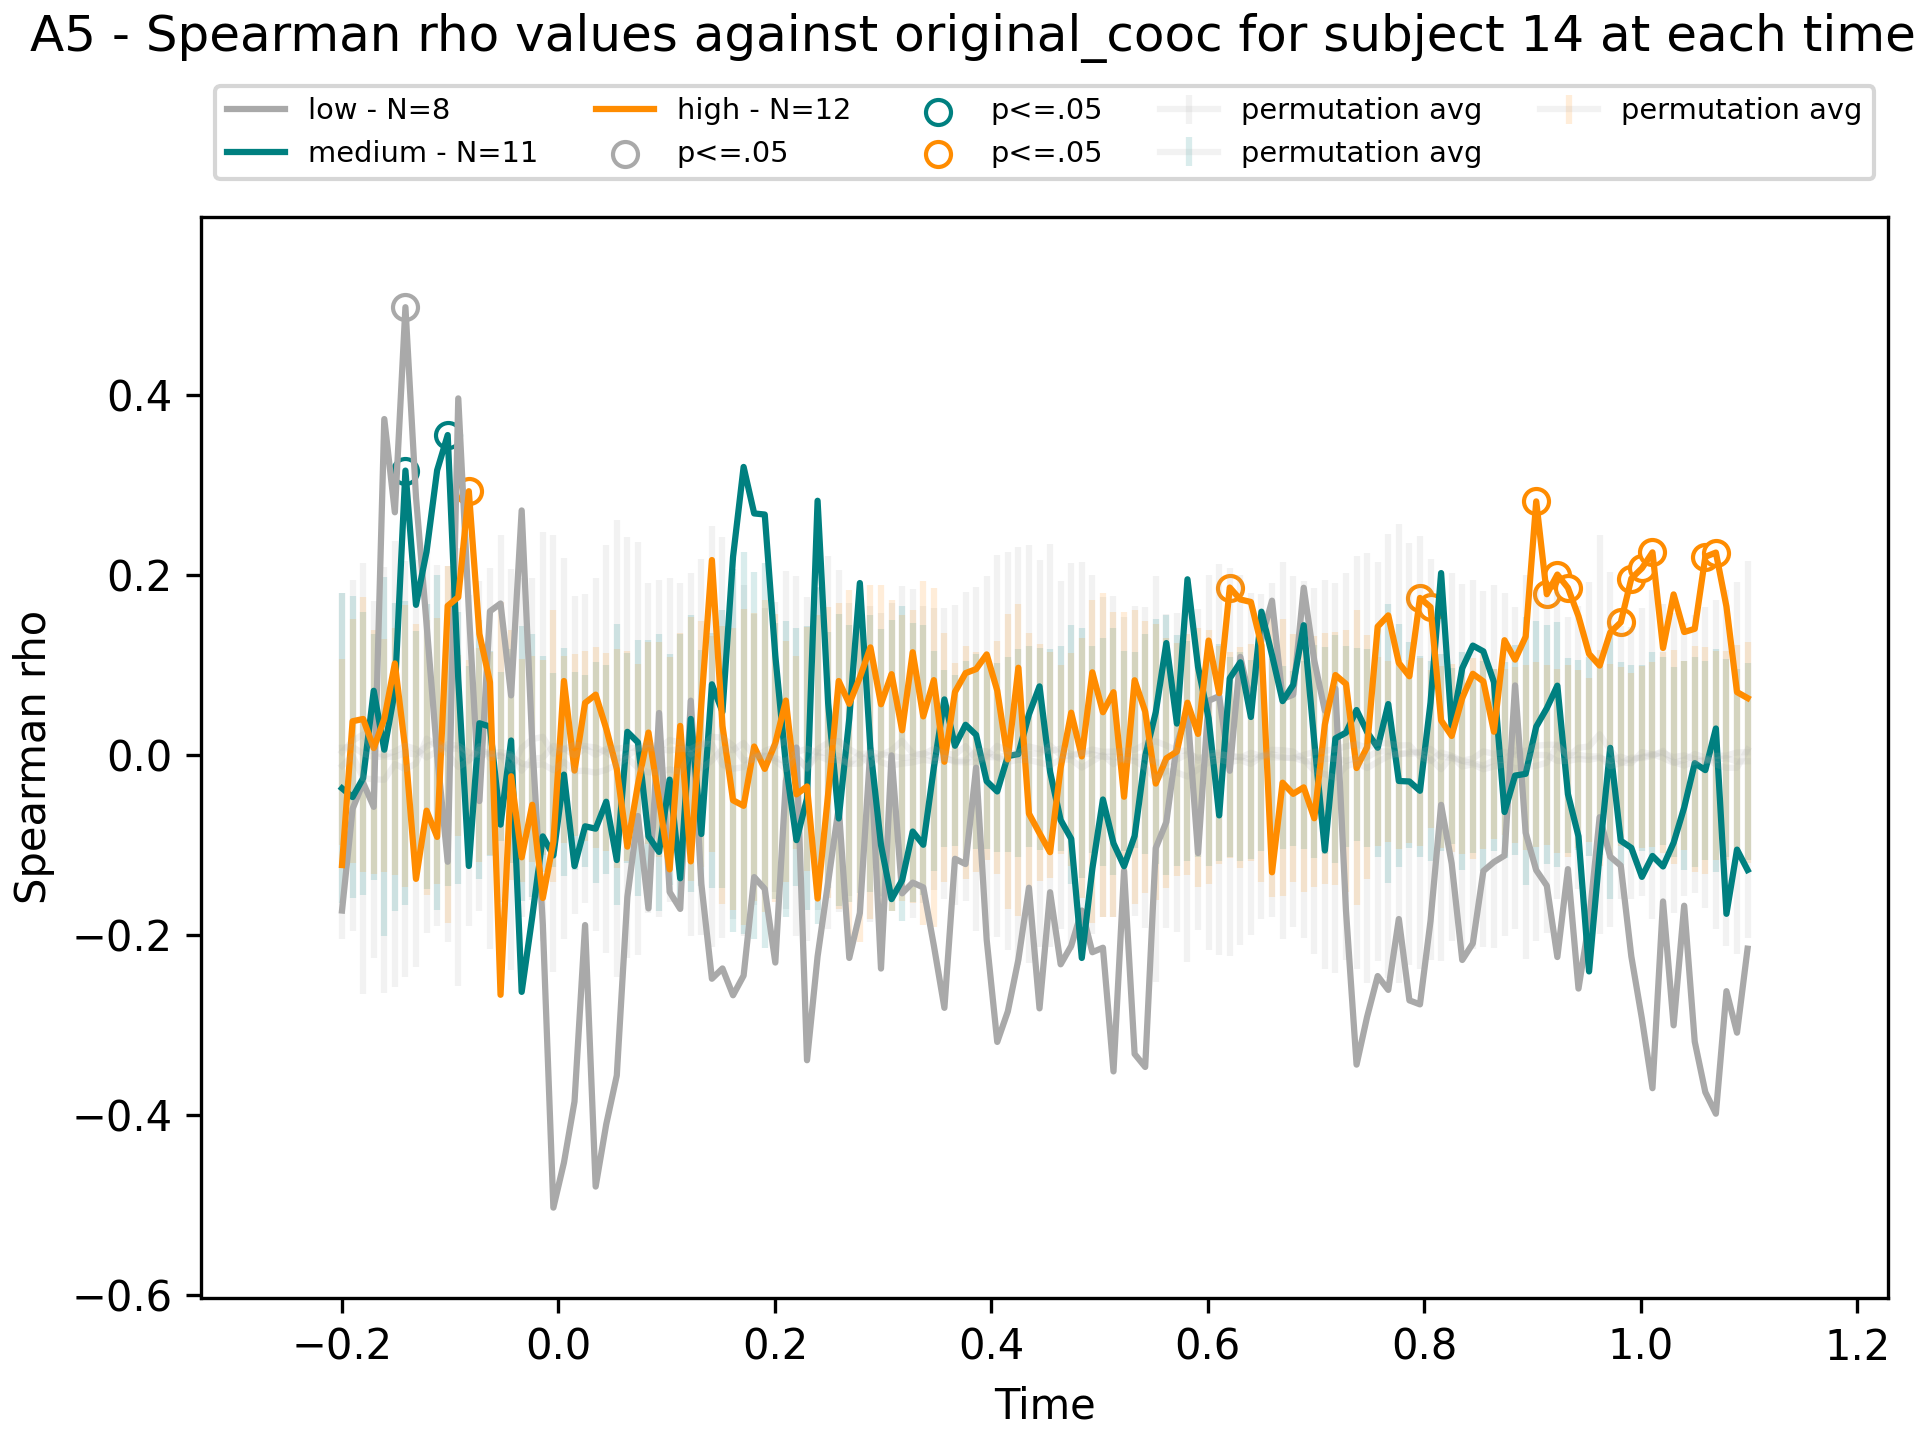 A5 - Spearman rho values against original_cooc for subject 14 at each time
low - N=8 high - N=12 p<=.05 permutation avg permutation avg
medium - N=11 p<=.05 p<=.05 permutation avg
Spearman rho
0.4
0.2
0.0
−0.2
−0.4
−0.6
−0.2 0.0 0.2 0.4 0.6 0.8 1.0 1.2
Time